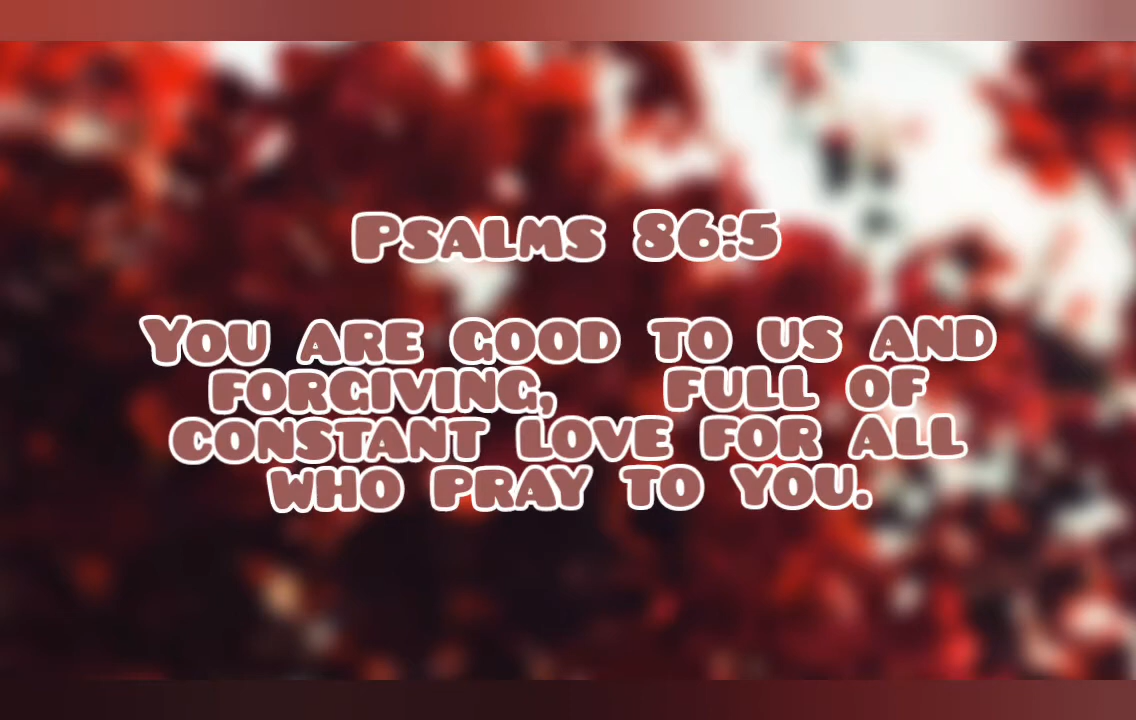 Psalms 86:5
You are good to us and
forgiving, full of
constant love for all
who pray to you.